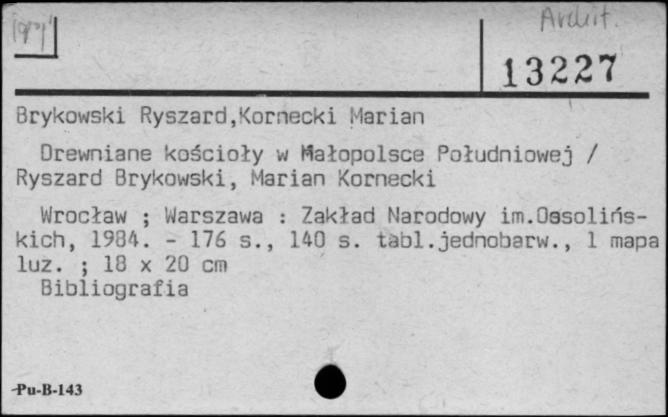 Archit.
13227
Brykowski Ryszard,Kornecki Marian
Drewniane kościoły w Małopolsce Południowej /
Ryszard Brykowski, Marian Kornecki
Wrocław ; Warszawa : Zakład Narodowy im.Ossolińs-
kich, 1984. - 176 s., 140 s. tabl.jednobarw., 1 mapa
luz. ; 18 x 20 cm
Bibliografia
Pu-B-143